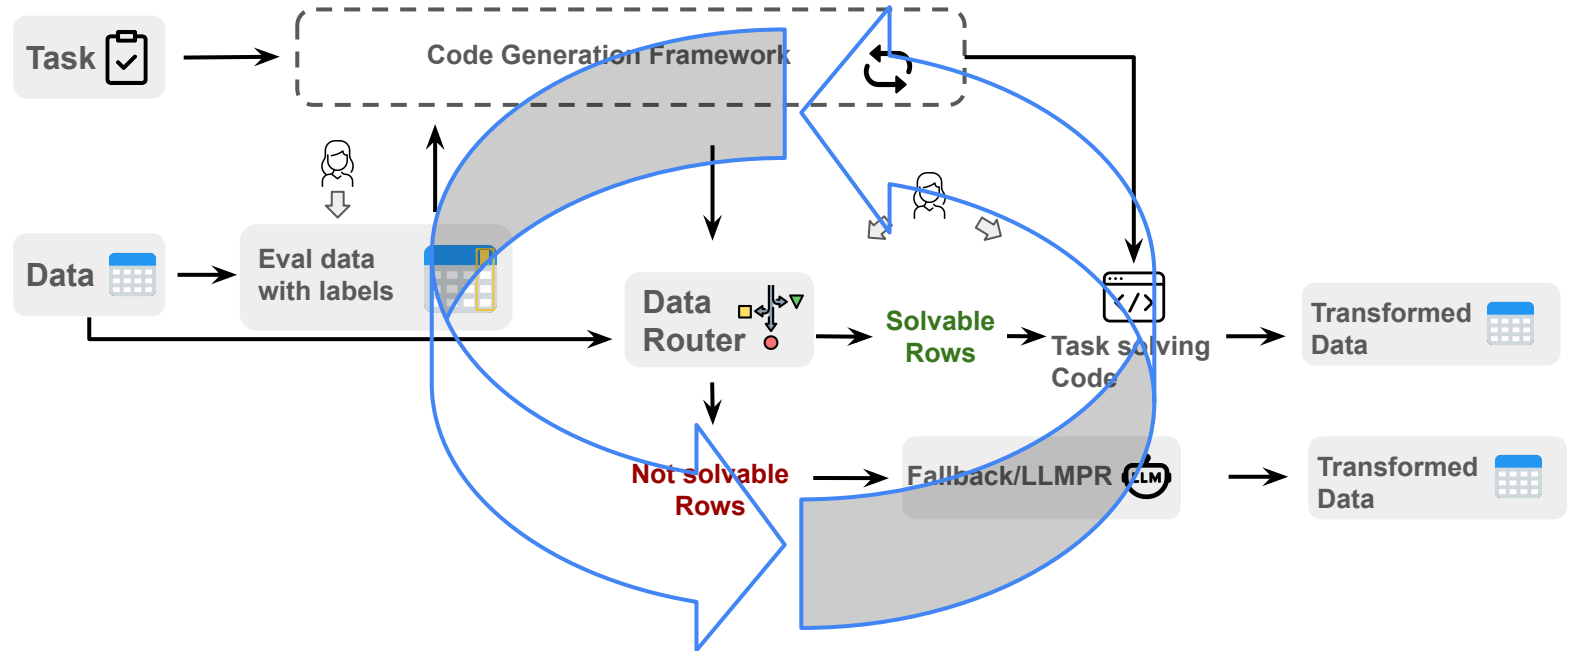 Task
Code Generation Framework
Data
Eval data
with labels
Data
Router
Solvable
Rows
</>
Task solving
Code
Transformed
Data
Not solvable
Rows
Fallback/LLMPR
LLM
Transformed
Data